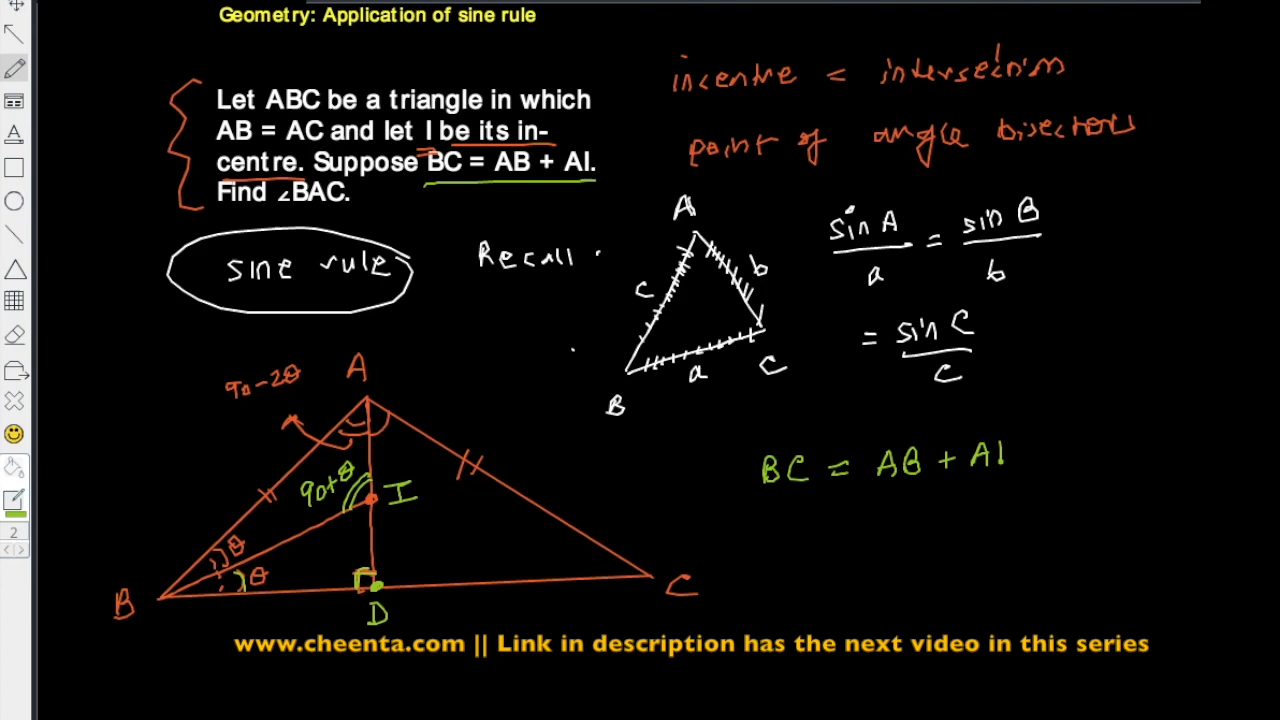 Geometry: Application of sine rule
Let ABC be a triangle in which
AB = AC and let I be its in-
centre. Suppose BC = AB + AI.
Find ∠BAC.
incentre = intersection
point of angle bisectors
sine rule
Recall :
A
c
b
B
a
C
sin A / a = sin B / b
= sin C / c
90-2θ
A
90+θ
I
θ
θ
B
D
C
BC = AB + AI
www.cheenta.com || Link in description has the next video in this series
2